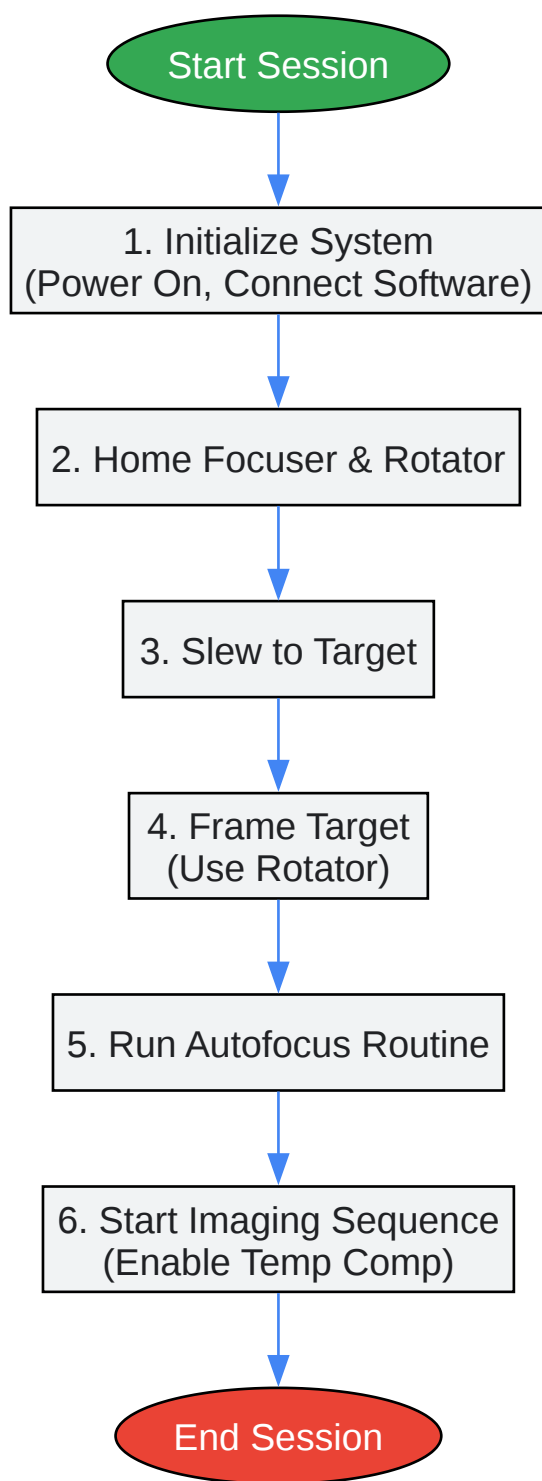 Start Session
1. Initialize System
(Power On, Connect Software)
2. Home Focuser & Rotator
3. Slew to Target
4. Frame Target
(Use Rotator)
5. Run Autofocus Routine
6. Start Imaging Sequence
(Enable Temp Comp)
End Session